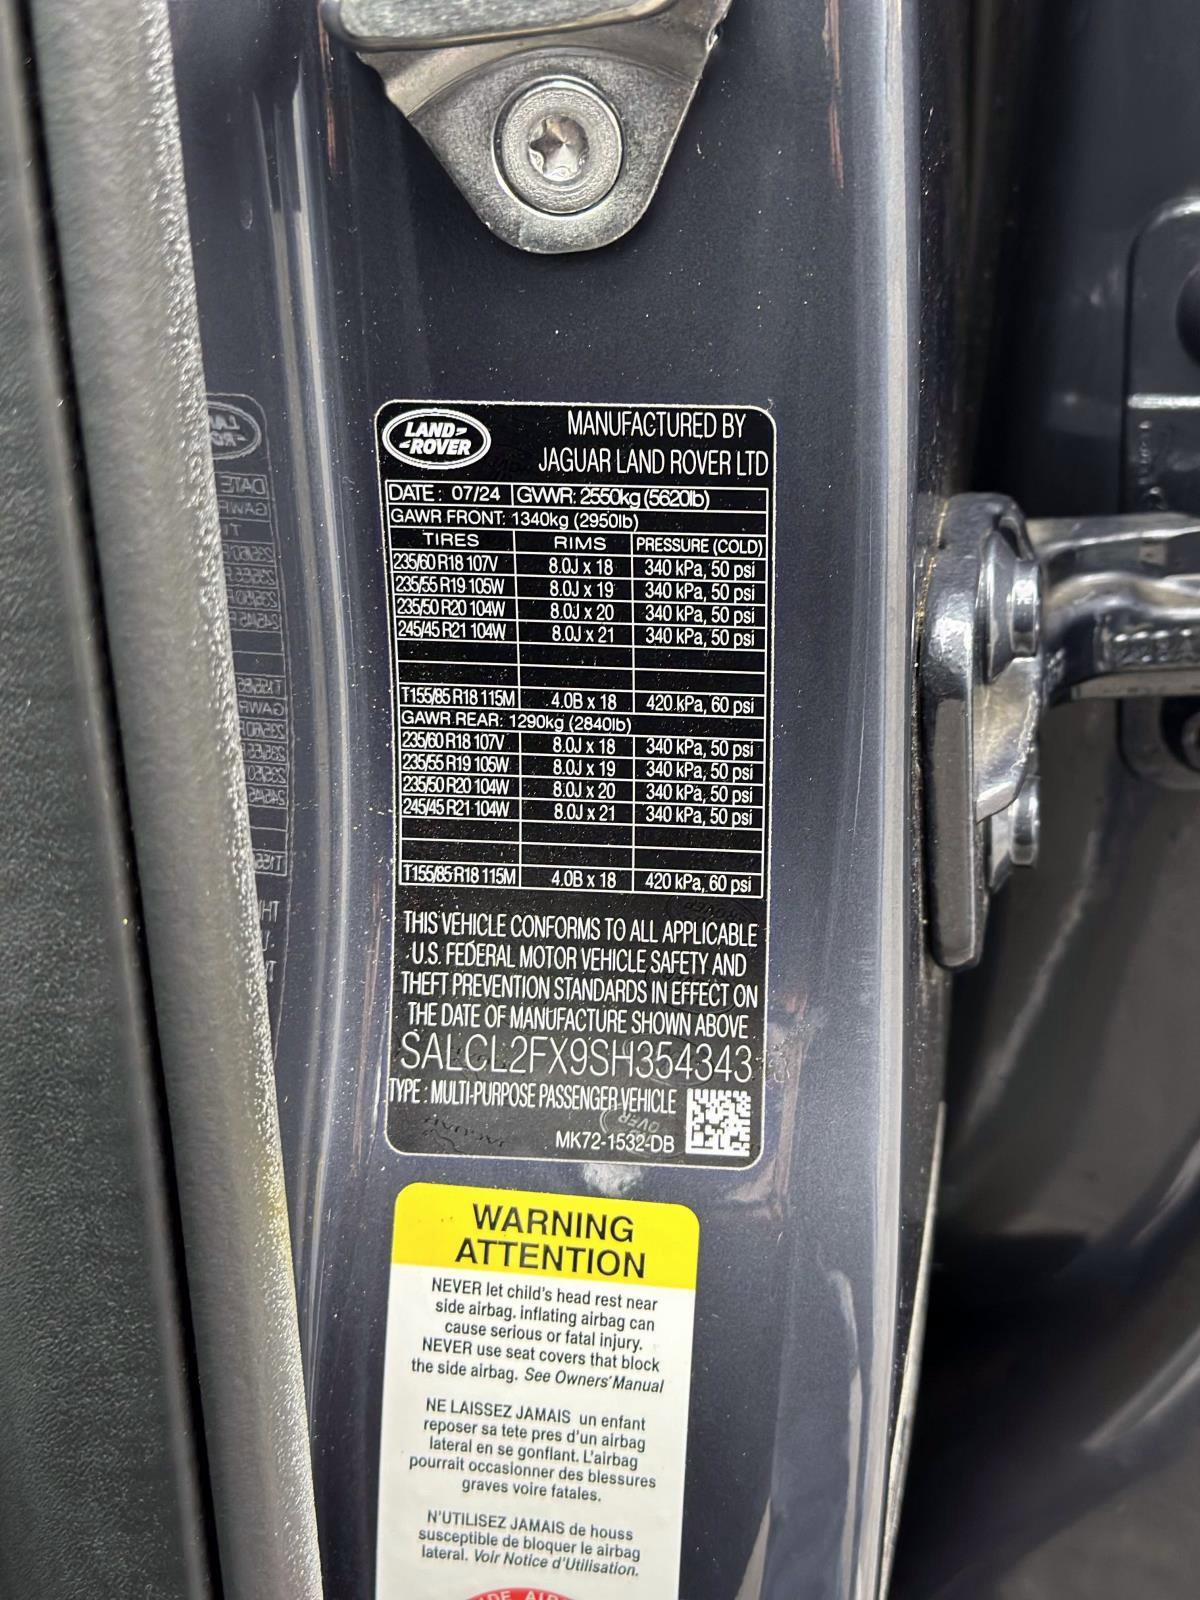 LAND-
-ROVER
MANUFACTURED BY
JAGUAR LAND ROVER LTD
DATE: 07/24 GVWR: 2550kg (5620lb)
GAWR FRONT: 1340kg (2950lb)
TIRES RIMS PRESSURE (COLD)
235/60 R18 107V 8.0J x 18 340 kPa, 50 psi
235/55 R19 105W 8.0J x 19 340 kPa, 50 psi
235/50 R20 104W 8.0J x 20 340 kPa, 50 psi
245/45 R21 104W 8.0J x 21 340 kPa, 50 psi
T155/85 R18 115M 4.0B x 18 420 kPa, 60 psi
GAWR REAR: 1290kg (2840lb)
235/60 R18 107V 8.0J x 18 340 kPa, 50 psi
235/55 R19 105W 8.0J x 19 340 kPa, 50 psi
235/50 R20 104W 8.0J x 20 340 kPa, 50 psi
245/45 R21 104W 8.0J x 21 340 kPa, 50 psi
T155/85 R18 115M 4.0B x 18 420 kPa, 60 psi
THIS VEHICLE CONFORMS TO ALL APPLICABLE
U.S. FEDERAL MOTOR VEHICLE SAFETY AND
THEFT PREVENTION STANDARDS IN EFFECT ON
THE DATE OF MANUFACTURE SHOWN ABOVE
SALCL2FX9SH354343
TYPE : MULTI-PURPOSE PASSENGER VEHICLE
MK72-1532-DB
WARNING
ATTENTION
NEVER let child's head rest near
side airbag. inflating airbag can
cause serious or fatal injury.
NEVER use seat covers that block
the side airbag. See Owners' Manual
NE LAISSEZ JAMAIS un enfant
reposer sa tete pres d'un airbag
lateral en se gonflant. L'airbag
pourrait occasionner des blessures
graves voire fatales.
N'UTILISEZ JAMAIS de houss
susceptible de bloquer le airbag
lateral. Voir Notice d'Utilisation.